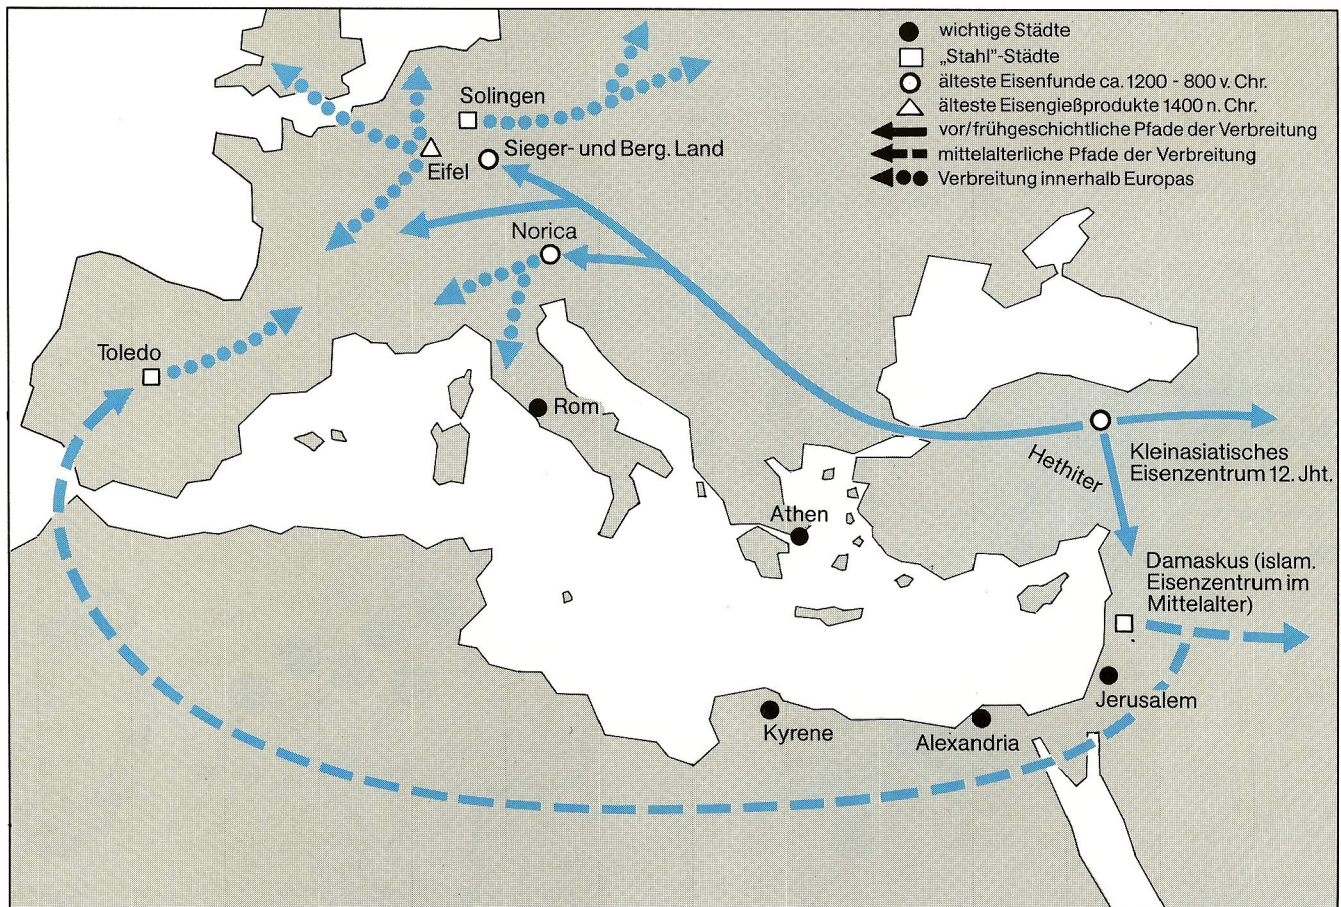 wichtige Städte
„Stahl"-Städte
älteste Eisenfunde ca. 1200 - 800 v. Chr.
älteste Eisengießprodukte 1400 n. Chr.
vor/frühgeschichtliche Pfade der Verbreitung
mittelalterliche Pfade der Verbreitung
Verbreitung innerhalb Europas
Solingen
Sieger- und Berg. Land
Eifel
Norica
Toledo
Rom
Hethiter
Kleinasiatisches
Eisenzentrum 12. Jht.
Athen
Damaskus (islam.
Eisenzentrum im
Mittelalter)
Jerusalem
Kyrene
Alexandria